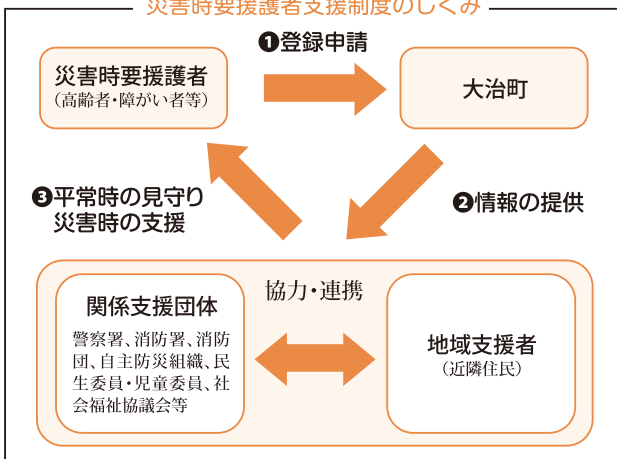 災害時要援護者支援制度のしくみ
❶登録申請
災害時要援護者
（高齢者・障がい者等）
大治町
❸平常時の見守り
災害時の支援
❷情報の提供
協力・連携
関係支援団体
警察署、消防署、消防
団、自主防災組織、民
生委員・児童委員、社
会福祉協議会等
地域支援者
（近隣住民）